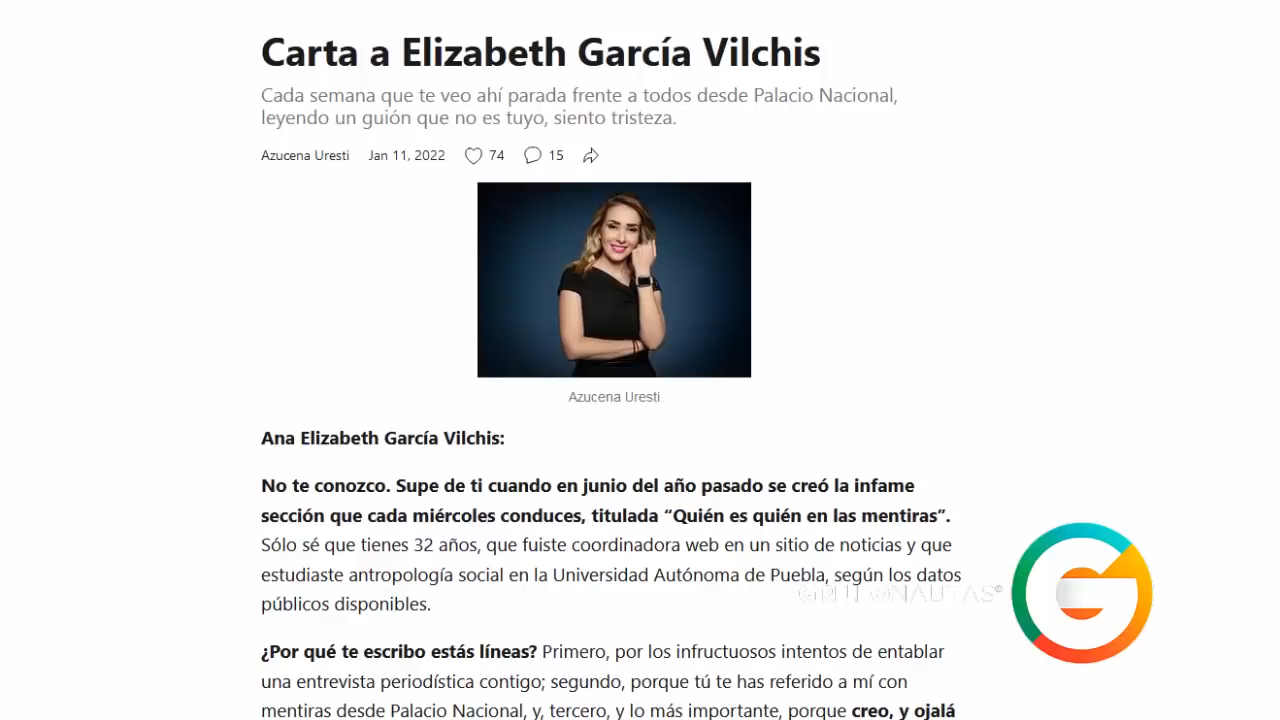 Carta a Elizabeth García Vilchis
Cada semana que te veo ahí parada frente a todos desde Palacio Nacional,
leyendo un guión que no es tuyo, siento tristeza.
Azucena Uresti Jan 11, 2022 74 15
Azucena Uresti
Ana Elizabeth García Vilchis:
No te conozco. Supe de ti cuando en junio del año pasado se creó la infame
sección que cada miércoles conduces, titulada “Quién es quién en las mentiras”.
Sólo sé que tienes 32 años, que fuiste coordinadora web en un sitio de noticias y que
estudiaste antropología social en la Universidad Autónoma de Puebla, según los datos
públicos disponibles.
GRILLONAUTAS®
¿Por qué te escribo estás líneas? Primero, por los infructuosos intentos de entablar
una entrevista periodística contigo; segundo, porque tú te has referido a mí con
mentiras desde Palacio Nacional, y, tercero, y lo más importante, porque creo, y ojalá